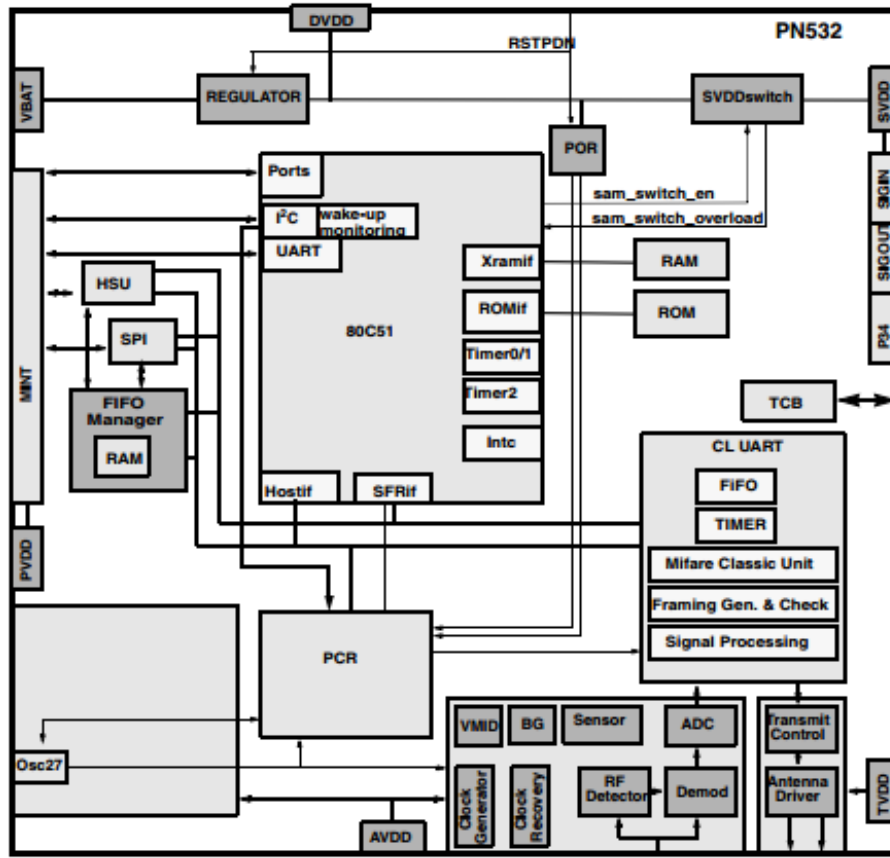 DVDD
PN532
RSTPDN
VBAT
REGULATOR
SVDDswitch
SVDD
POR
Ports
sam_switch_en
SIGIN
I²C
wake-up
monitoring
sam_switch_overload
UART
SIGOUT
Xramif
RAM
HSU
ROMif
ROM
SPI
80C51
P34
Timer0/1
MINT
FIFO
Manager
Timer2
TCB
RAM
Intc
CL UART
Hostif
SFRif
FiFO
TIMER
PVDD
Mifare Classic Unit
Framing Gen. & Check
Signal Processing
PCR
VMID
BG
Sensor
ADC
Transmit
Control
Osc27
Clock
Generator
Clock
Recovery
RF
Detector
Demod
Antenna
Driver
TVDD
AVDD